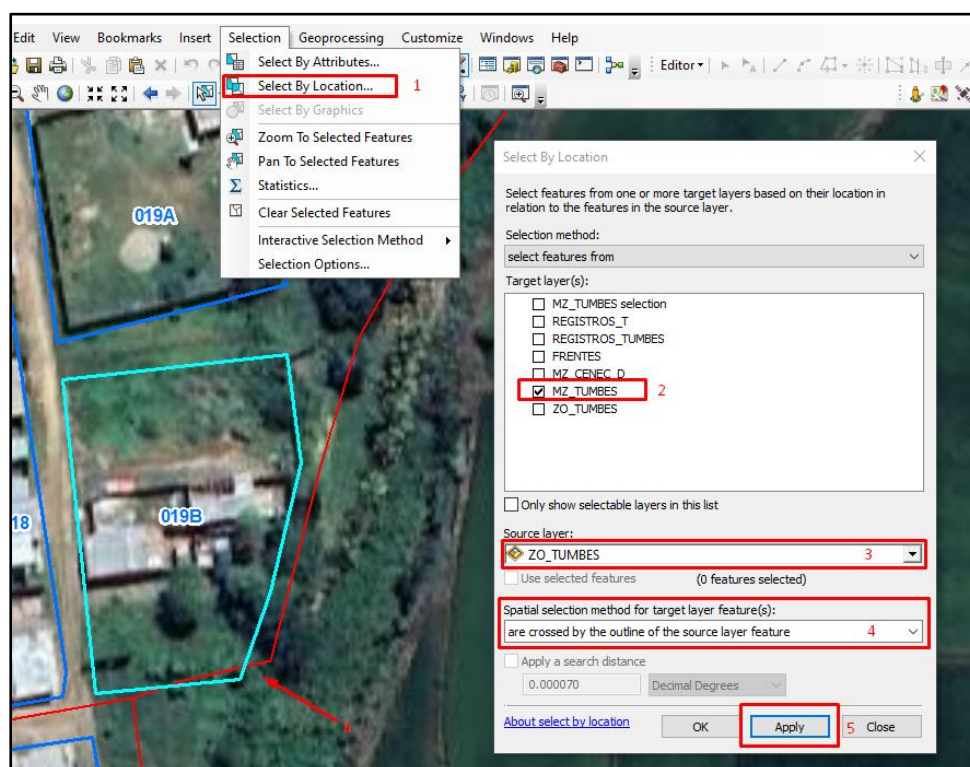 Edit View Bookmarks Insert Selection Geoprocessing Customize Windows Help
Editor
Select By Attributes...
Select By Location... 1
Select By Graphics
Zoom To Selected Features
Pan To Selected Features
Σ Statistics...
Clear Selected Features
Interactive Selection Method
Selection Options...
019A
019B
18
Select By Location
Select features from one or more target layers based on their location in
relation to the features in the source layer.
Selection method:
select features from
Target layer(s):
MZ_TUMBES selection
REGISTROS_T
REGISTROS_TUMBES
FRENTES
MZ_CENEC_D
MZ_TUMBES 2
ZO_TUMBES
Only show selectable layers in this list
Source layer:
ZO_TUMBES 3
Use selected features (0 features selected)
Spatial selection method for target layer feature(s):
are crossed by the outline of the source layer feature 4
Apply a search distance
0.000070 Decimal Degrees
About select by location OK Apply 5 Close